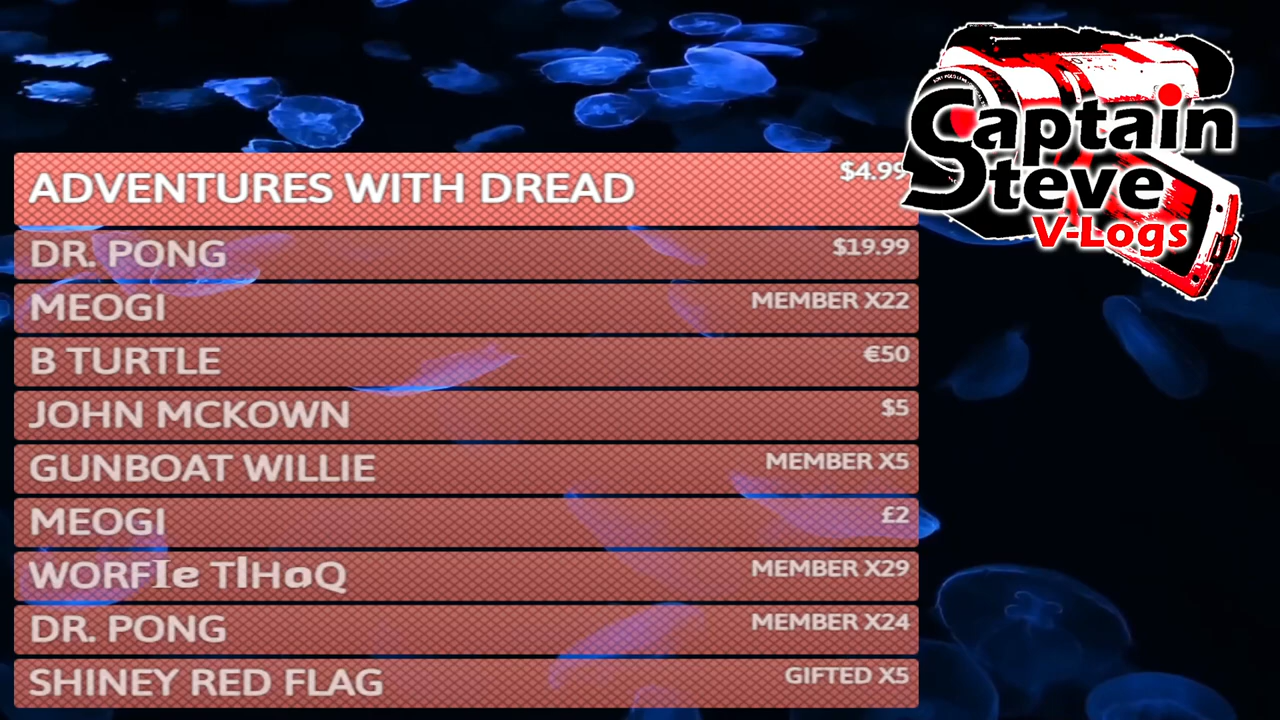 ADVENTURES WITH DREAD $4.99
DR. PONG $19.99
MEOGI MEMBER X22
B TURTLE €50
JOHN MCKOWN $5
GUNBOAT WILLIE MEMBER X5
MEOGI £2
WORFIe TlHaQ MEMBER X29
DR. PONG MEMBER X24
SHINEY RED FLAG GIFTED X5
Captain
Steve
V-Logs